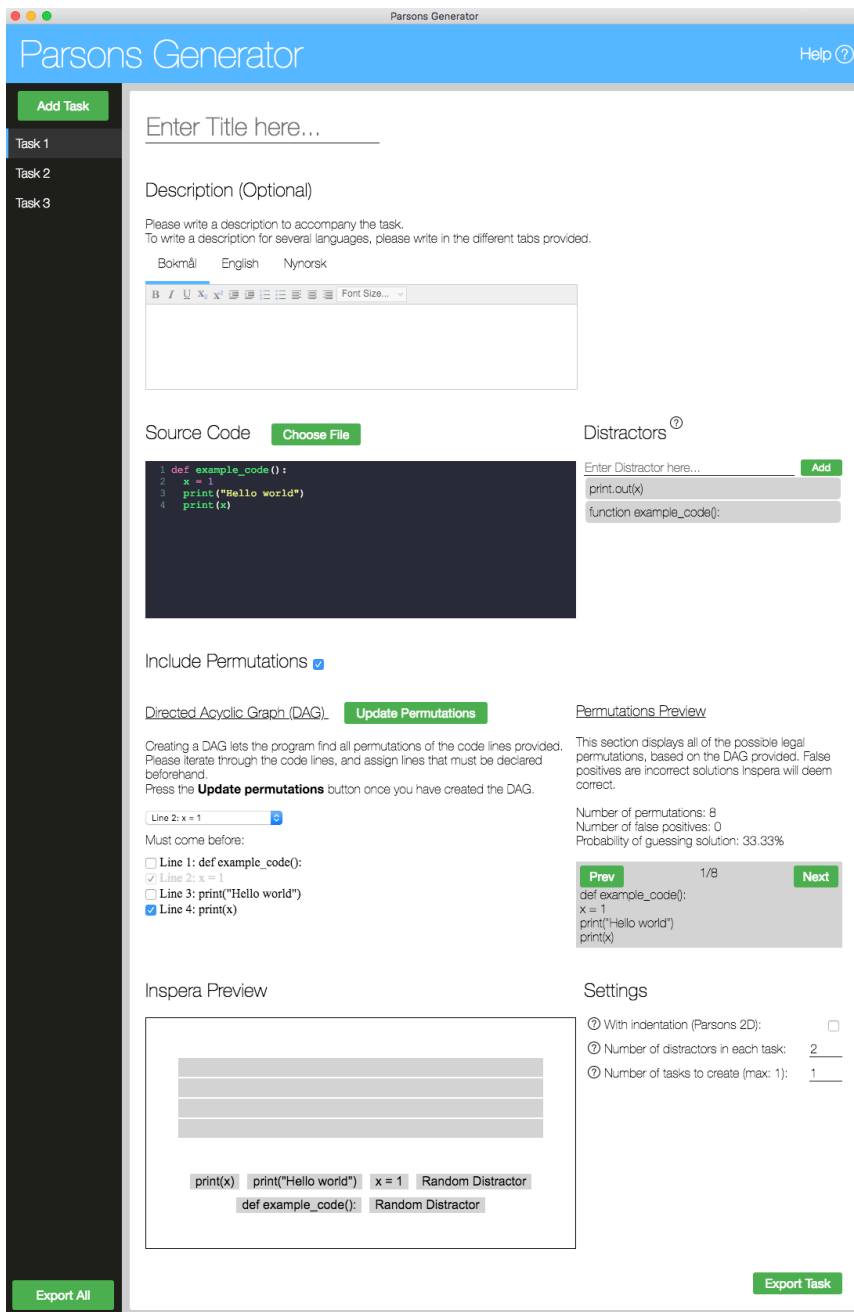 Parsons Generator
Parsons Generator
Help ?
Add Task
Task 1
Task 2
Task 3
Enter Title here...
Description (Optional)
Please write a description to accompany the task.
To write a description for several languages, please write in the different tabs provided.
Bokmål English Nynorsk
B I U X₂ X² Font Size...
Source Code Choose File
1 def example_code():
2 x = 1
3 print("Hello world")
4 print(x)
Distractors ?
Enter Distractor here... Add
print.out(x)
function example_code():
Include Permutations
Directed Acyclic Graph (DAG) Update Permutations
Creating a DAG lets the program find all permutations of the code lines provided.
Please iterate through the code lines, and assign lines that must be declared
beforehand.
Press the Update permutations button once you have created the DAG.
Line 2: x = 1
Must come before:
Line 1: def example_code():
Line 2: x = 1
Line 3: print("Hello world")
Line 4: print(x)
Permutations Preview
This section displays all of the possible legal
permutations, based on the DAG provided. False
positives are incorrect solutions Inspera will deem
correct.
Number of permutations: 8
Number of false positives: 0
Probability of guessing solution: 33.33%
Prev 1/8 Next
def example_code():
x = 1
print("Hello world")
print(x)
Inspera Preview
print(x) print("Hello world") x = 1 Random Distractor
def example_code(): Random Distractor
Settings
? With indentation (Parsons 2D):
? Number of distractors in each task: 2
? Number of tasks to create (max: 1): 1
Export Task
Export All